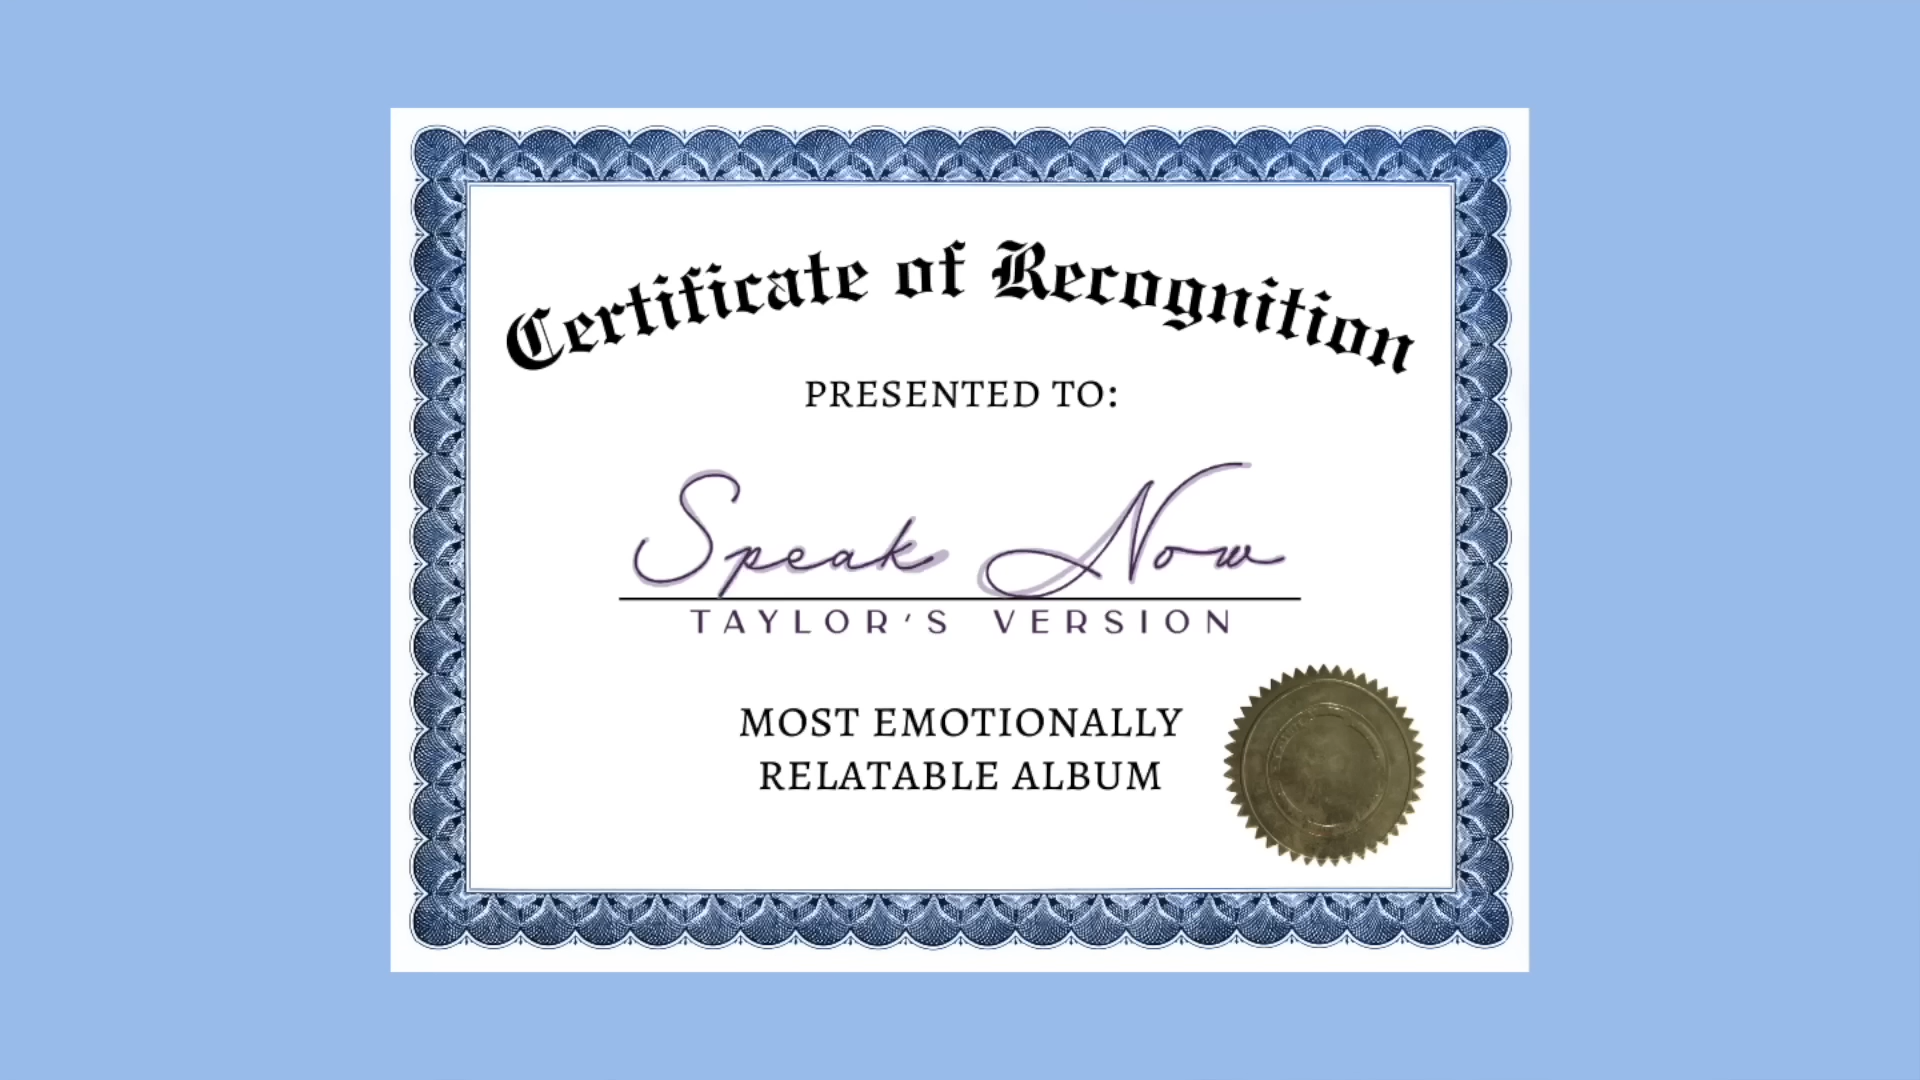 Certificate of Recognition
PRESENTED TO:
Speak Now
TAYLOR'S VERSION
MOST EMOTIONALLY
RELATABLE ALBUM